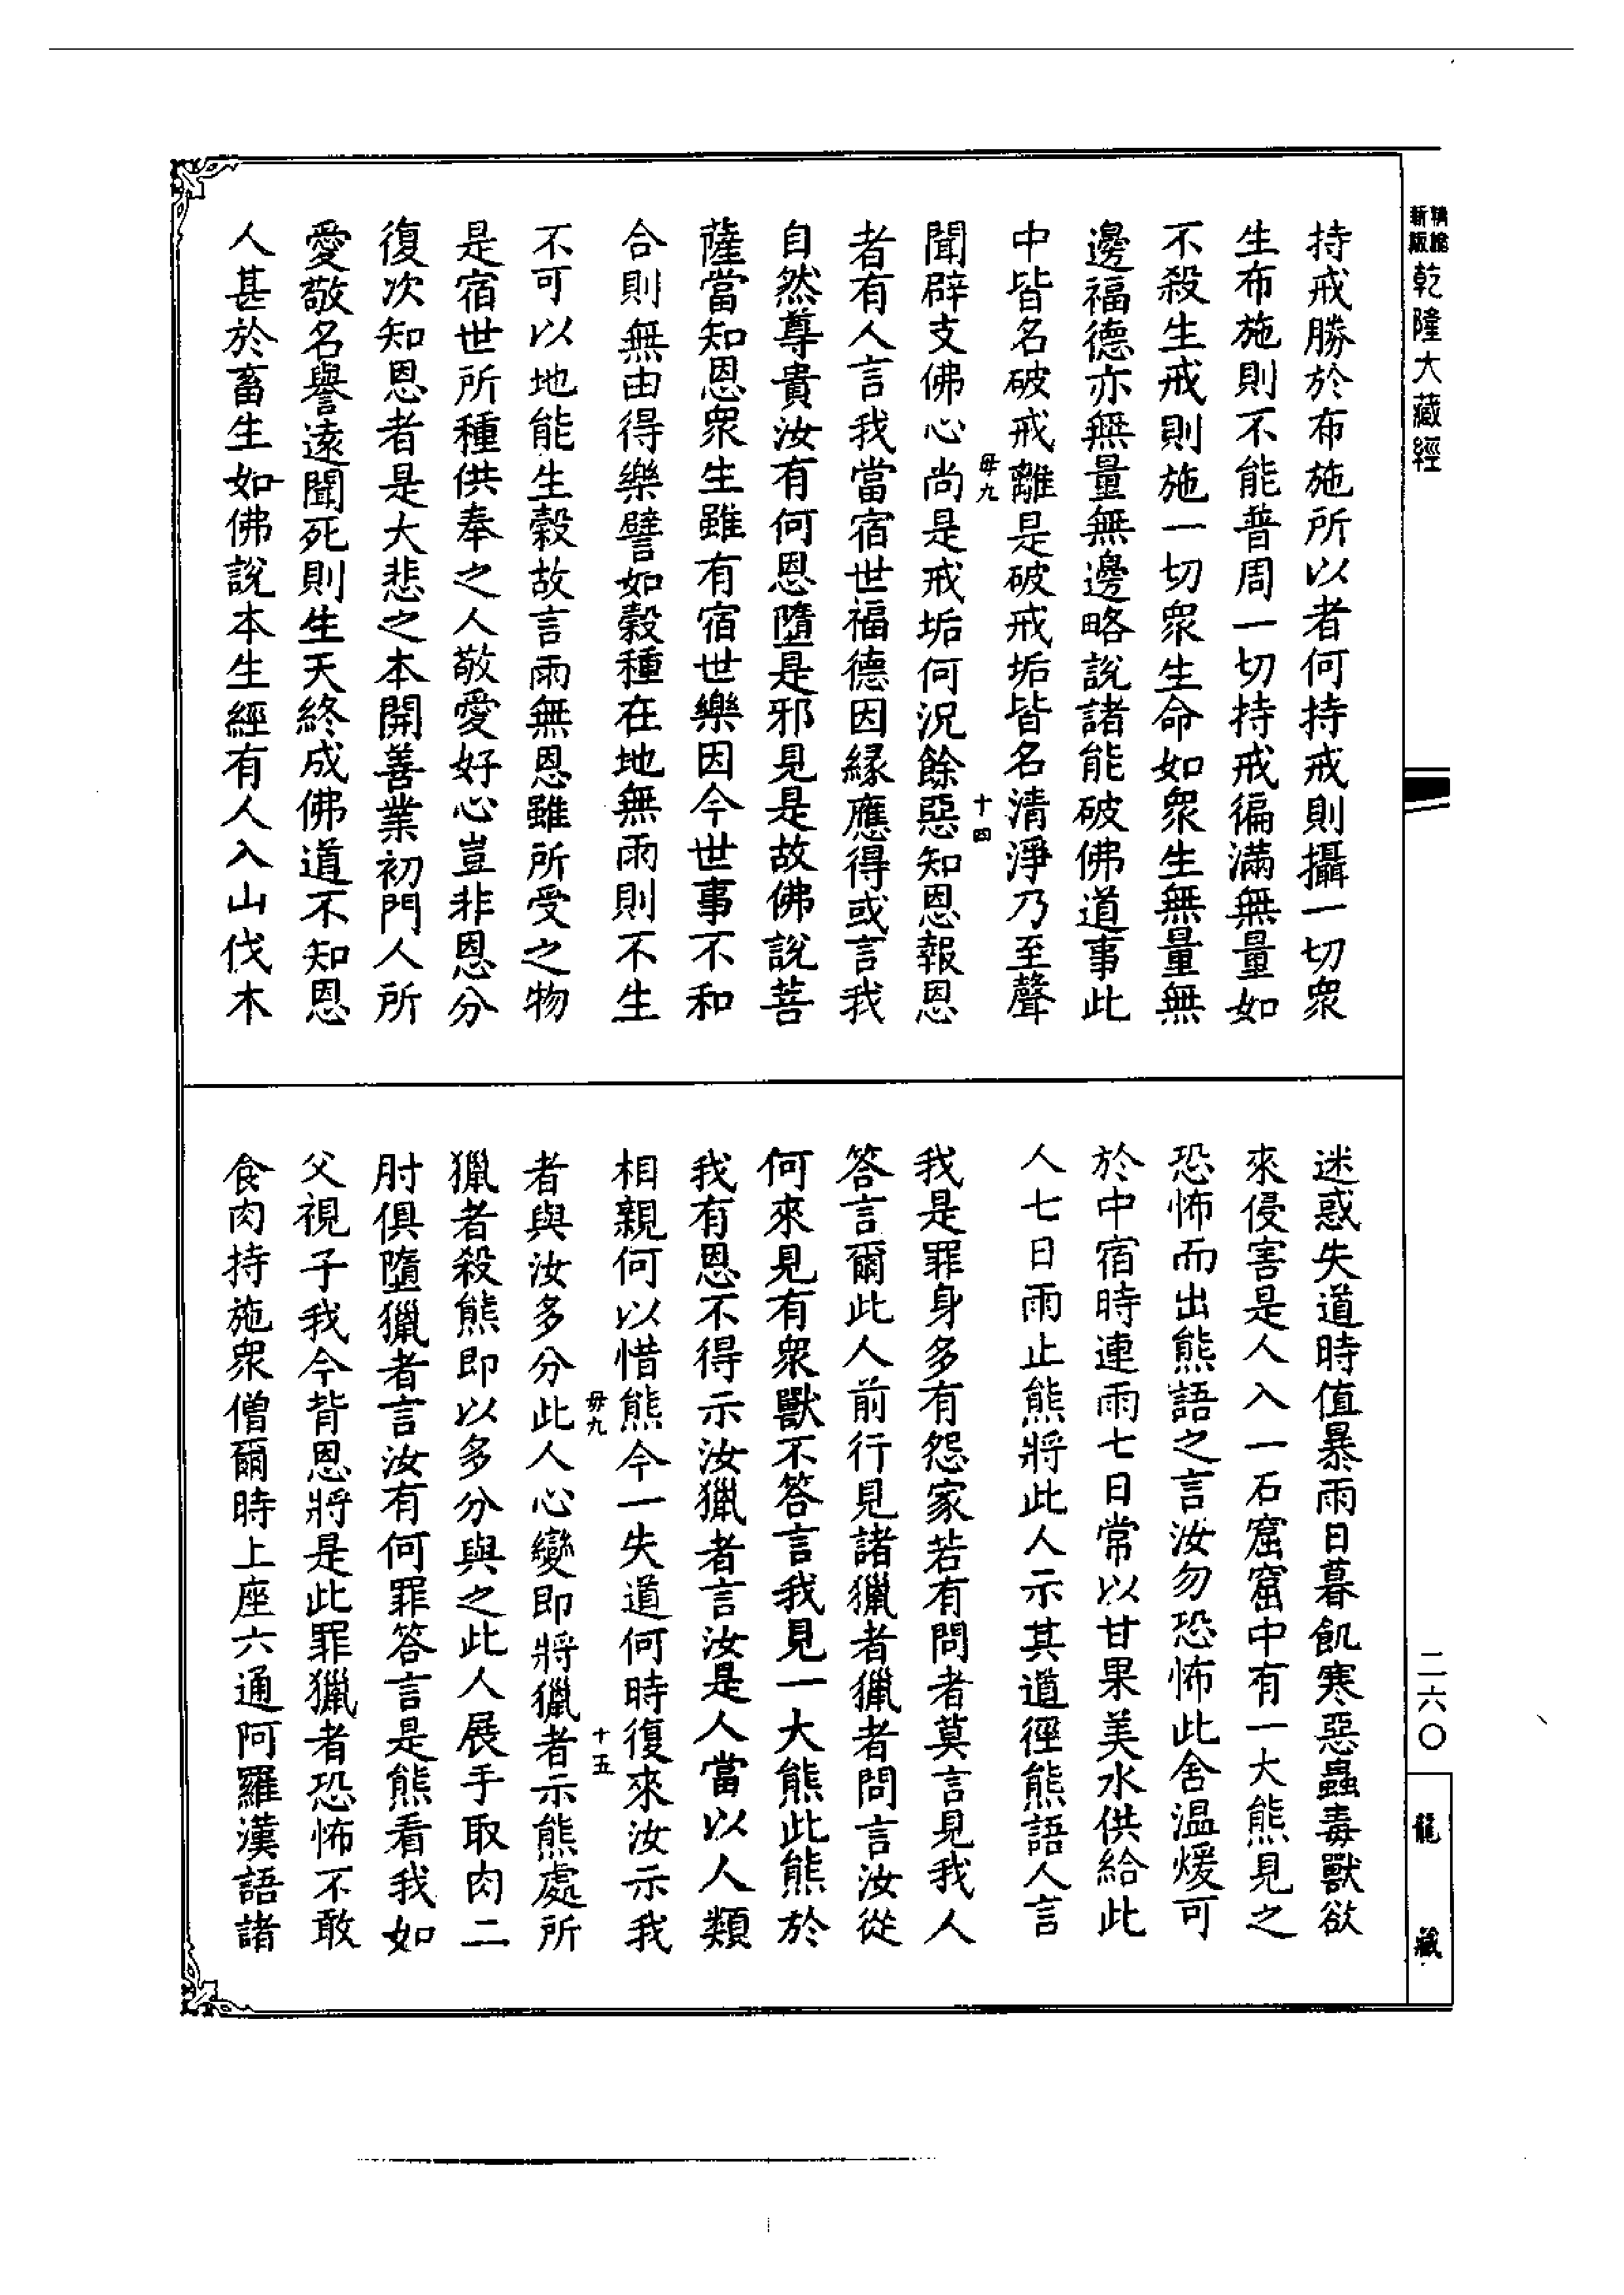 精繪
新版
乾隆大藏經
持戒勝於布施所以者何持戒則攝一切衆
生布施則不能普周一切持戒徧滿無量如
不殺生戒則施一切衆生命如衆生無量無
邊福德亦無量無邊略說諸能破佛道事此
中皆名破戒離是破戒垢皆名清淨乃至聲
毋九
十四
聞辟支佛心尚是戒垢何況餘惡知恩報恩
者有人言我當宿世福德因緣應得或言我
自然尊貴汝有何恩墮是邪見是故佛說菩
薩當知恩衆生雖有宿世樂因今世事不和
合則無由得樂譬如穀種在地無雨則不生
不可以地能生穀故言雨無恩雖所受之物
是宿世所種供奉之人敬愛好心豈非恩分
復次知恩者是大悲之本開善業初門人所
愛敬名譽遠聞死則生天終成佛道不知恩
人甚於畜生如佛說本生經有人入山伐木
迷惑失道時值暴雨日暮飢寒惡蟲毒獸欲
來侵害是人入一石窟窟中有一大熊見之
恐怖而出熊語之言汝勿恐怖此舍温煖可
於中宿時連雨七日常以甘果美水供給此
人七日雨止熊將此人示其道徑熊語人言
我是罪身多有怨家若有問者莫言見我人
答言爾此人前行見諸獵者獵者問言汝從
何來見有衆獸不答言我見一大熊此熊於
我有恩不得示汝獵者言汝是人當以人類
相親何以惜熊今一失道何時復來汝示我
毋九
十五
者與汝多分此人心變即將獵者示熊處所
獵者殺熊即以多分與之此人展手取肉二
肘俱墮獵者言汝有何罪答言是熊看我如
父視子我今背恩將是此罪獵者恐怖不敢
食肉持施衆僧爾時上座六通阿羅漢語諸
二六〇
龍藏